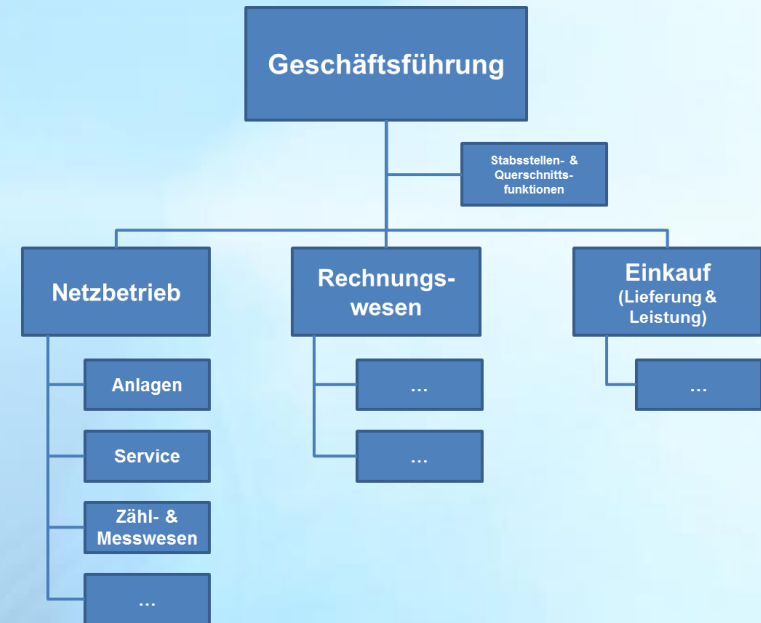 Geschäftsführung
Stabsstellen- &
Querschnitts-
funktionen
Netzbetrieb
Rechnungs-
wesen
Einkauf
(Lieferung &
Leistung)
Anlagen
Service
Zähl- &
Messwesen
...
...
...
...